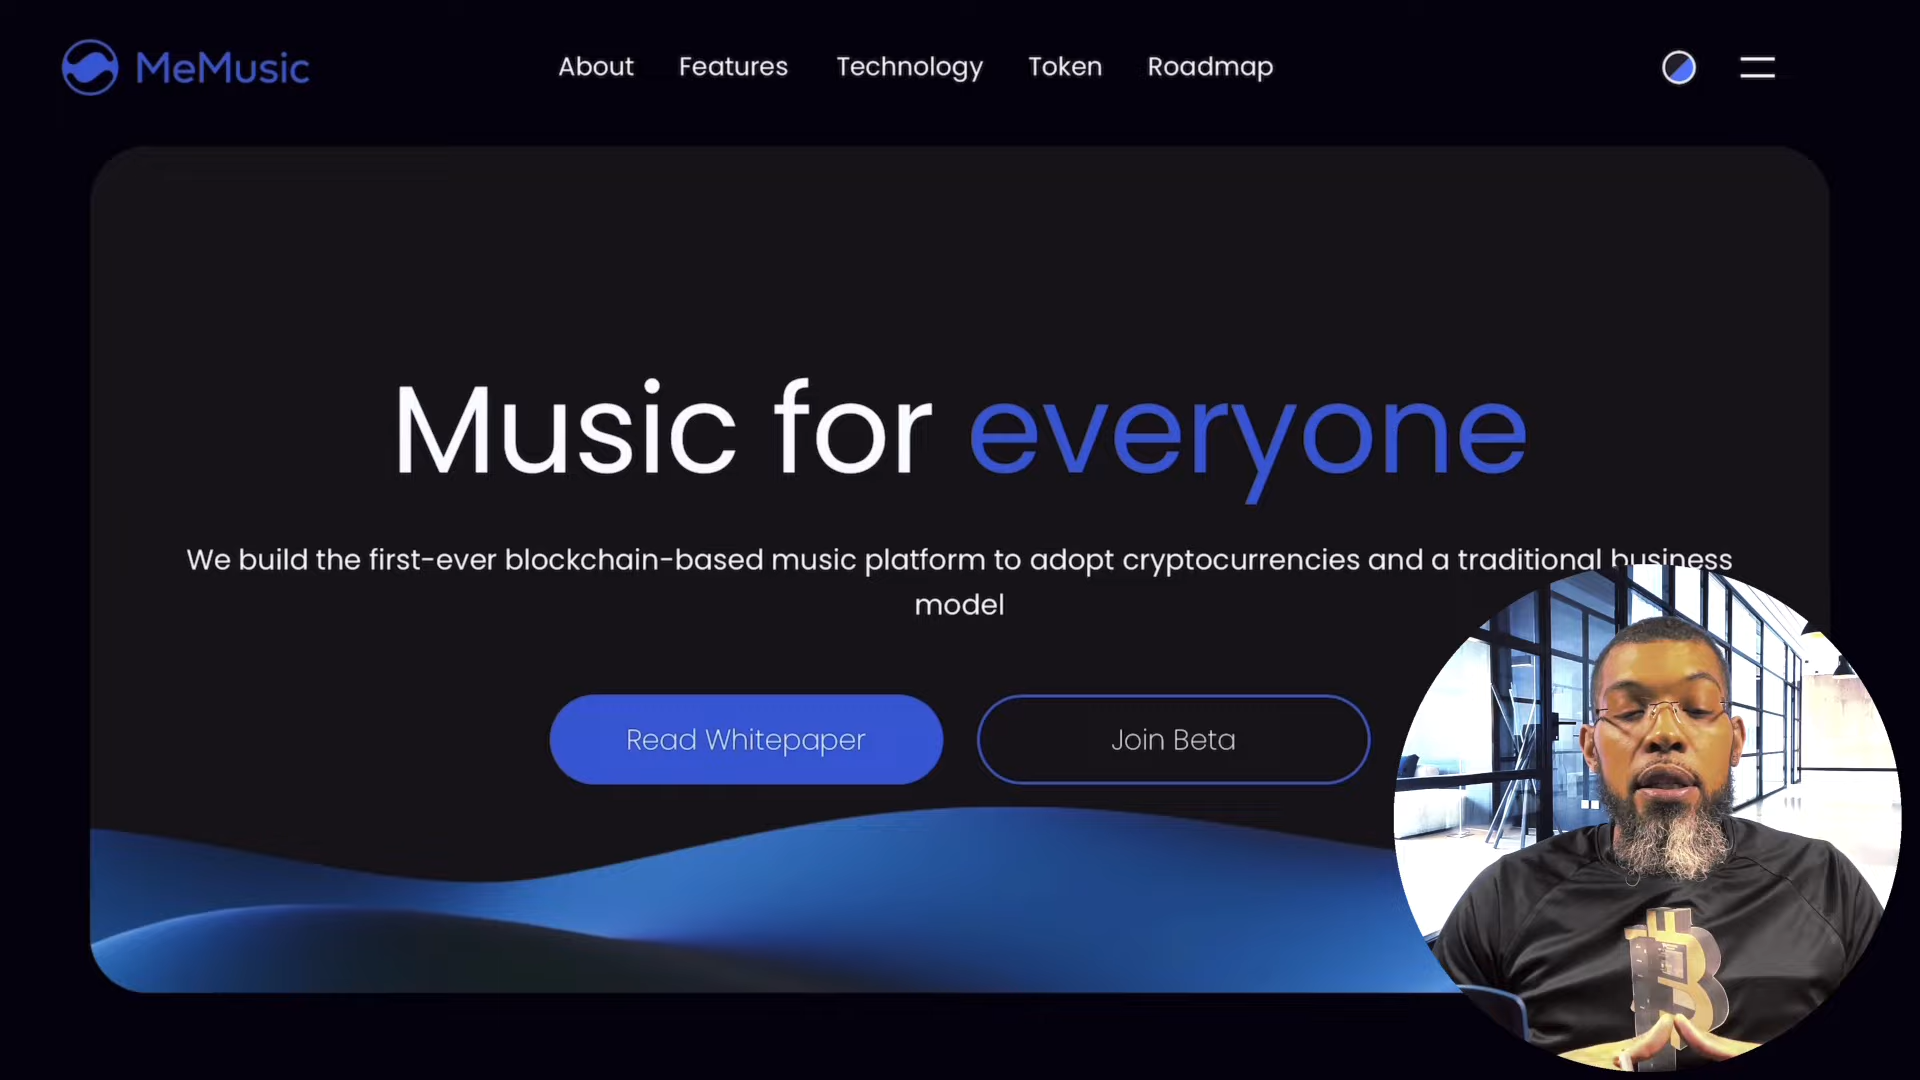 MeMusic
About Features Technology Token Roadmap
Music for everyone
We build the first-ever blockchain-based music platform to adopt cryptocurrencies and a traditional business
model
Read Whitepaper
Join Beta